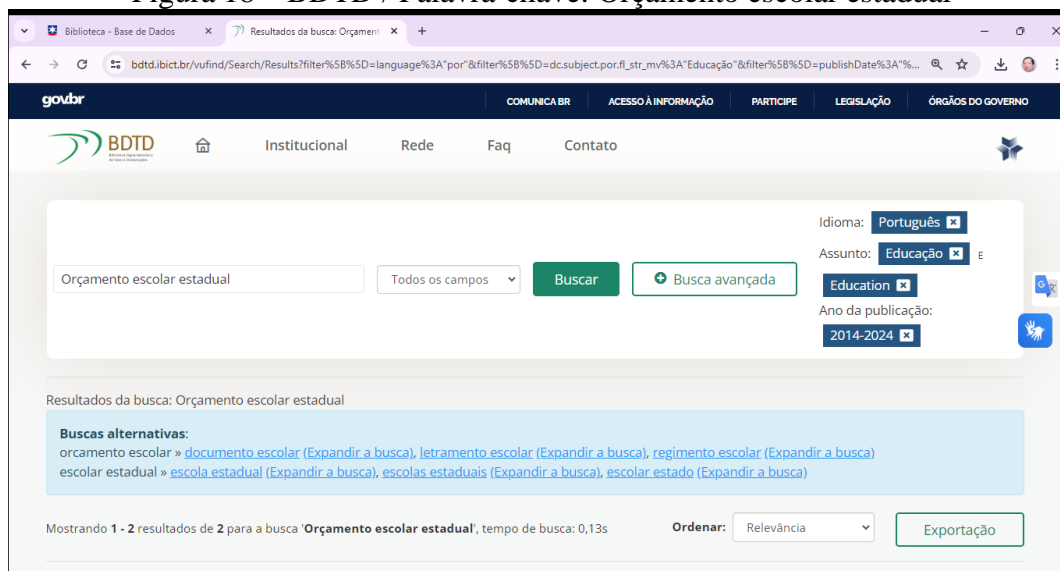 Figura 18 – BDTD / Palavra-chave: Orçamento escolar estadual
Biblioteca - Base de Dados
Resultados da busca: Orçament
bdtd.ibict.br/vufind/Search/Results?filter%5B%5D=language%3A"por"&filter%5B%5D=dc.subject.por.fl_str_mv%3A"Educação"&filter%5B%5D=publishDate%3A"%...
govbr
COMUNICA BR
ACESSO À INFORMAÇÃO
PARTICIPE
LEGISLAÇÃO
ÓRGÃOS DO GOVERNO
BDTD
Institucional
Rede
Faq
Contato
Idioma: Português
Assunto: Educação E
Education
Ano da publicação:
2014-2024
Orçamento escolar estadual
Todos os campos
Buscar
Busca avançada
Resultados da busca: Orçamento escolar estadual
Buscas alternativas:
orcamento escolar » documento escolar (Expandir a busca), letramento escolar (Expandir a busca), regimento escolar (Expandir a busca)
escolar estadual » escola estadual (Expandir a busca), escolas estaduais (Expandir a busca), escolar estado (Expandir a busca)
Mostrando 1 - 2 resultados de 2 para a busca 'Orçamento escolar estadual', tempo de busca: 0,13s
Ordenar:
Relevância
Exportação